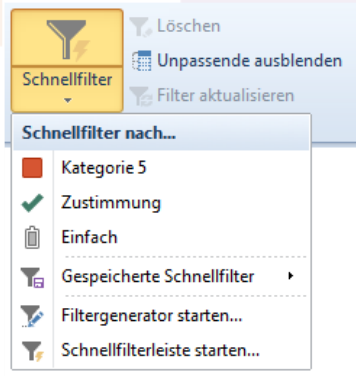 Löschen
Unpassende ausblenden
Schnellfilter
Filter aktualisieren
Schnellfilter nach...
Kategorie 5
Zustimmung
Einfach
Gespeicherte Schnellfilter
Filtergenerator starten...
Schnellfilterleiste starten...